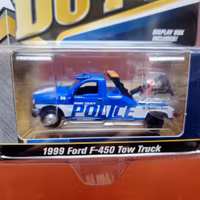 DISPLAY BOX
INCLUDED!
POLICE
1999 Ford F-450 Tow Truck